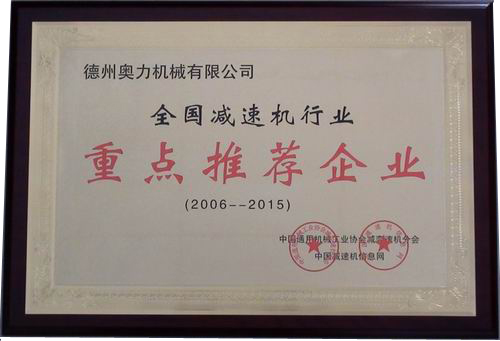 德州奥力机械有限公司
全国减速机行业
重点推荐企业
(2006--2015)
中国通用机械工业协会减变速机分会
中国减速机信息网